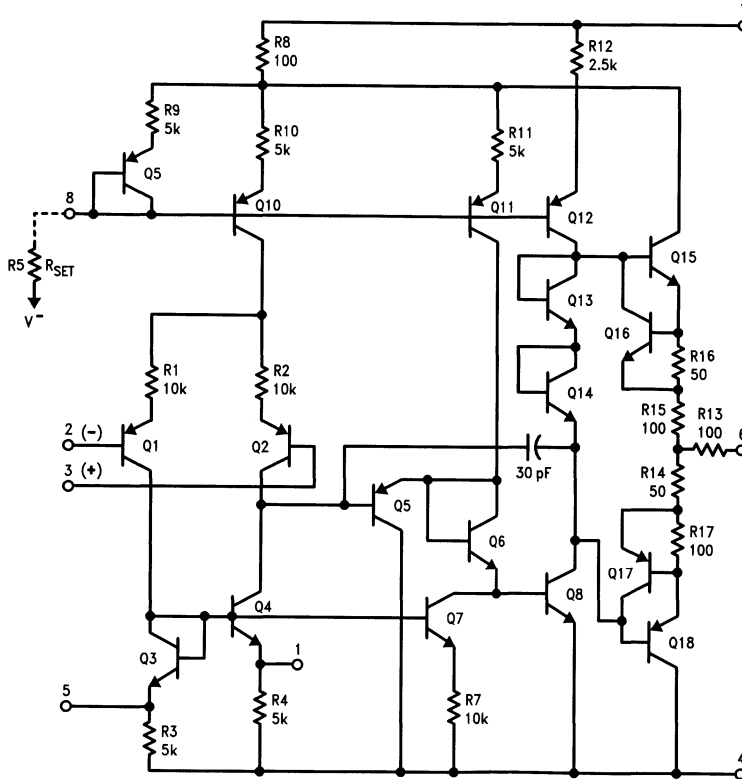 7
R8
100
R12
2.5k
R9
5k
R10
5k
R11
5k
Q5
8
Q10
Q11
Q12
Q15
R5
RSET
V-
Q13
Q16
R16
50
R1
10k
R2
10k
Q14
R15
100
R13
100
2 (-)
Q1
Q2
6
3 (+)
30 pF
R14
50
Q5
Q6
R17
100
Q17
Q4
Q7
Q8
Q18
Q3
1
5
R3
5k
R4
5k
R7
10k
4